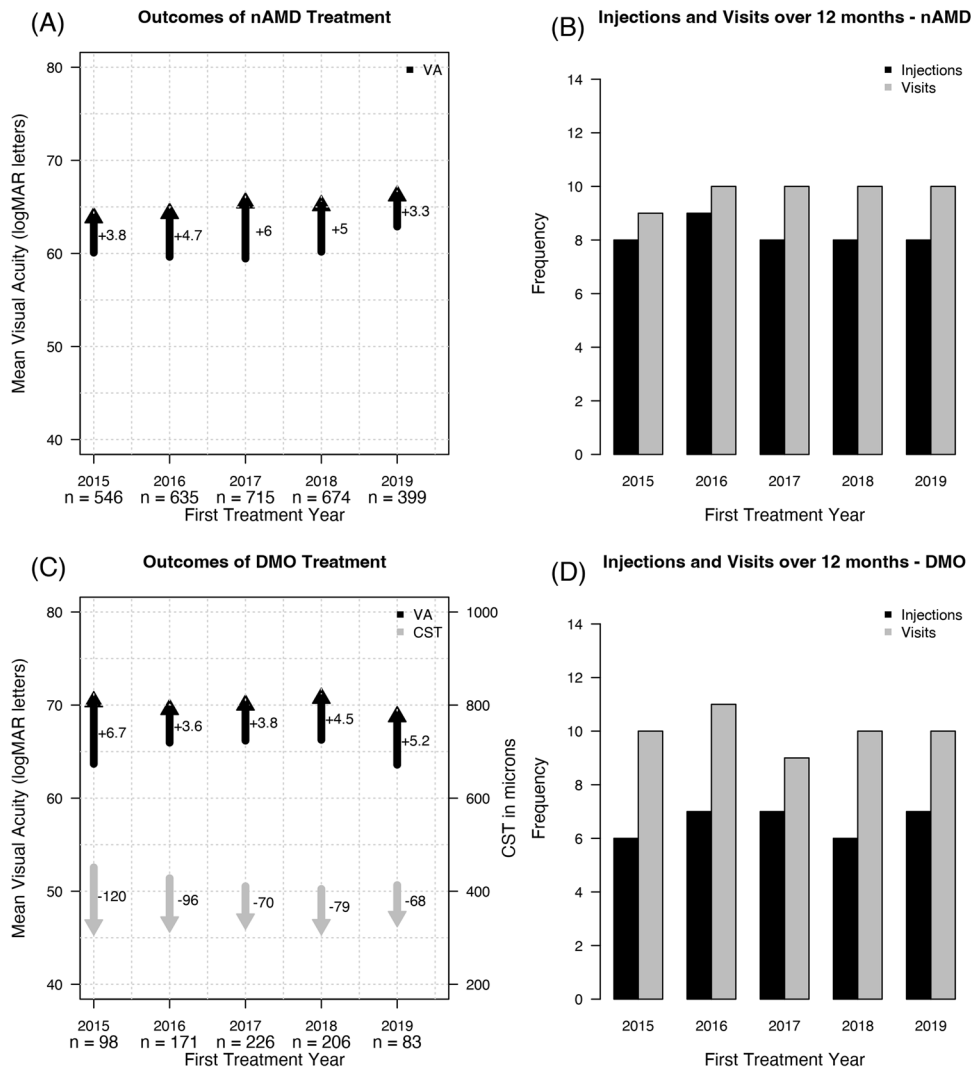 (A)
Outcomes of nAMD Treatment
VA
Mean Visual Acuity (logMAR letters)
80
70
60
50
40
+3.8
+4.7
+6
+5
+3.3
2015 2016 2017 2018 2019
n = 546 n = 635 n = 715 n = 674 n = 399
First Treatment Year
(B)
Injections and Visits over 12 months - nAMD
Injections
Visits
Frequency
14
12
10
8
6
4
2
0
2015 2016 2017 2018 2019
First Treatment Year
(C)
Outcomes of DMO Treatment
VA
CST
Mean Visual Acuity (logMAR letters)
80
70
60
50
40
+6.7
+3.6
+3.8
+4.5
+5.2
-120
-96
-70
-79
-68
1000
800
600
400
200
CST in microns
2015 2016 2017 2018 2019
n = 98 n = 171 n = 226 n = 206 n = 83
First Treatment Year
(D)
Injections and Visits over 12 months - DMO
Injections
Visits
Frequency
14
12
10
8
6
4
2
0
2015 2016 2017 2018 2019
First Treatment Year